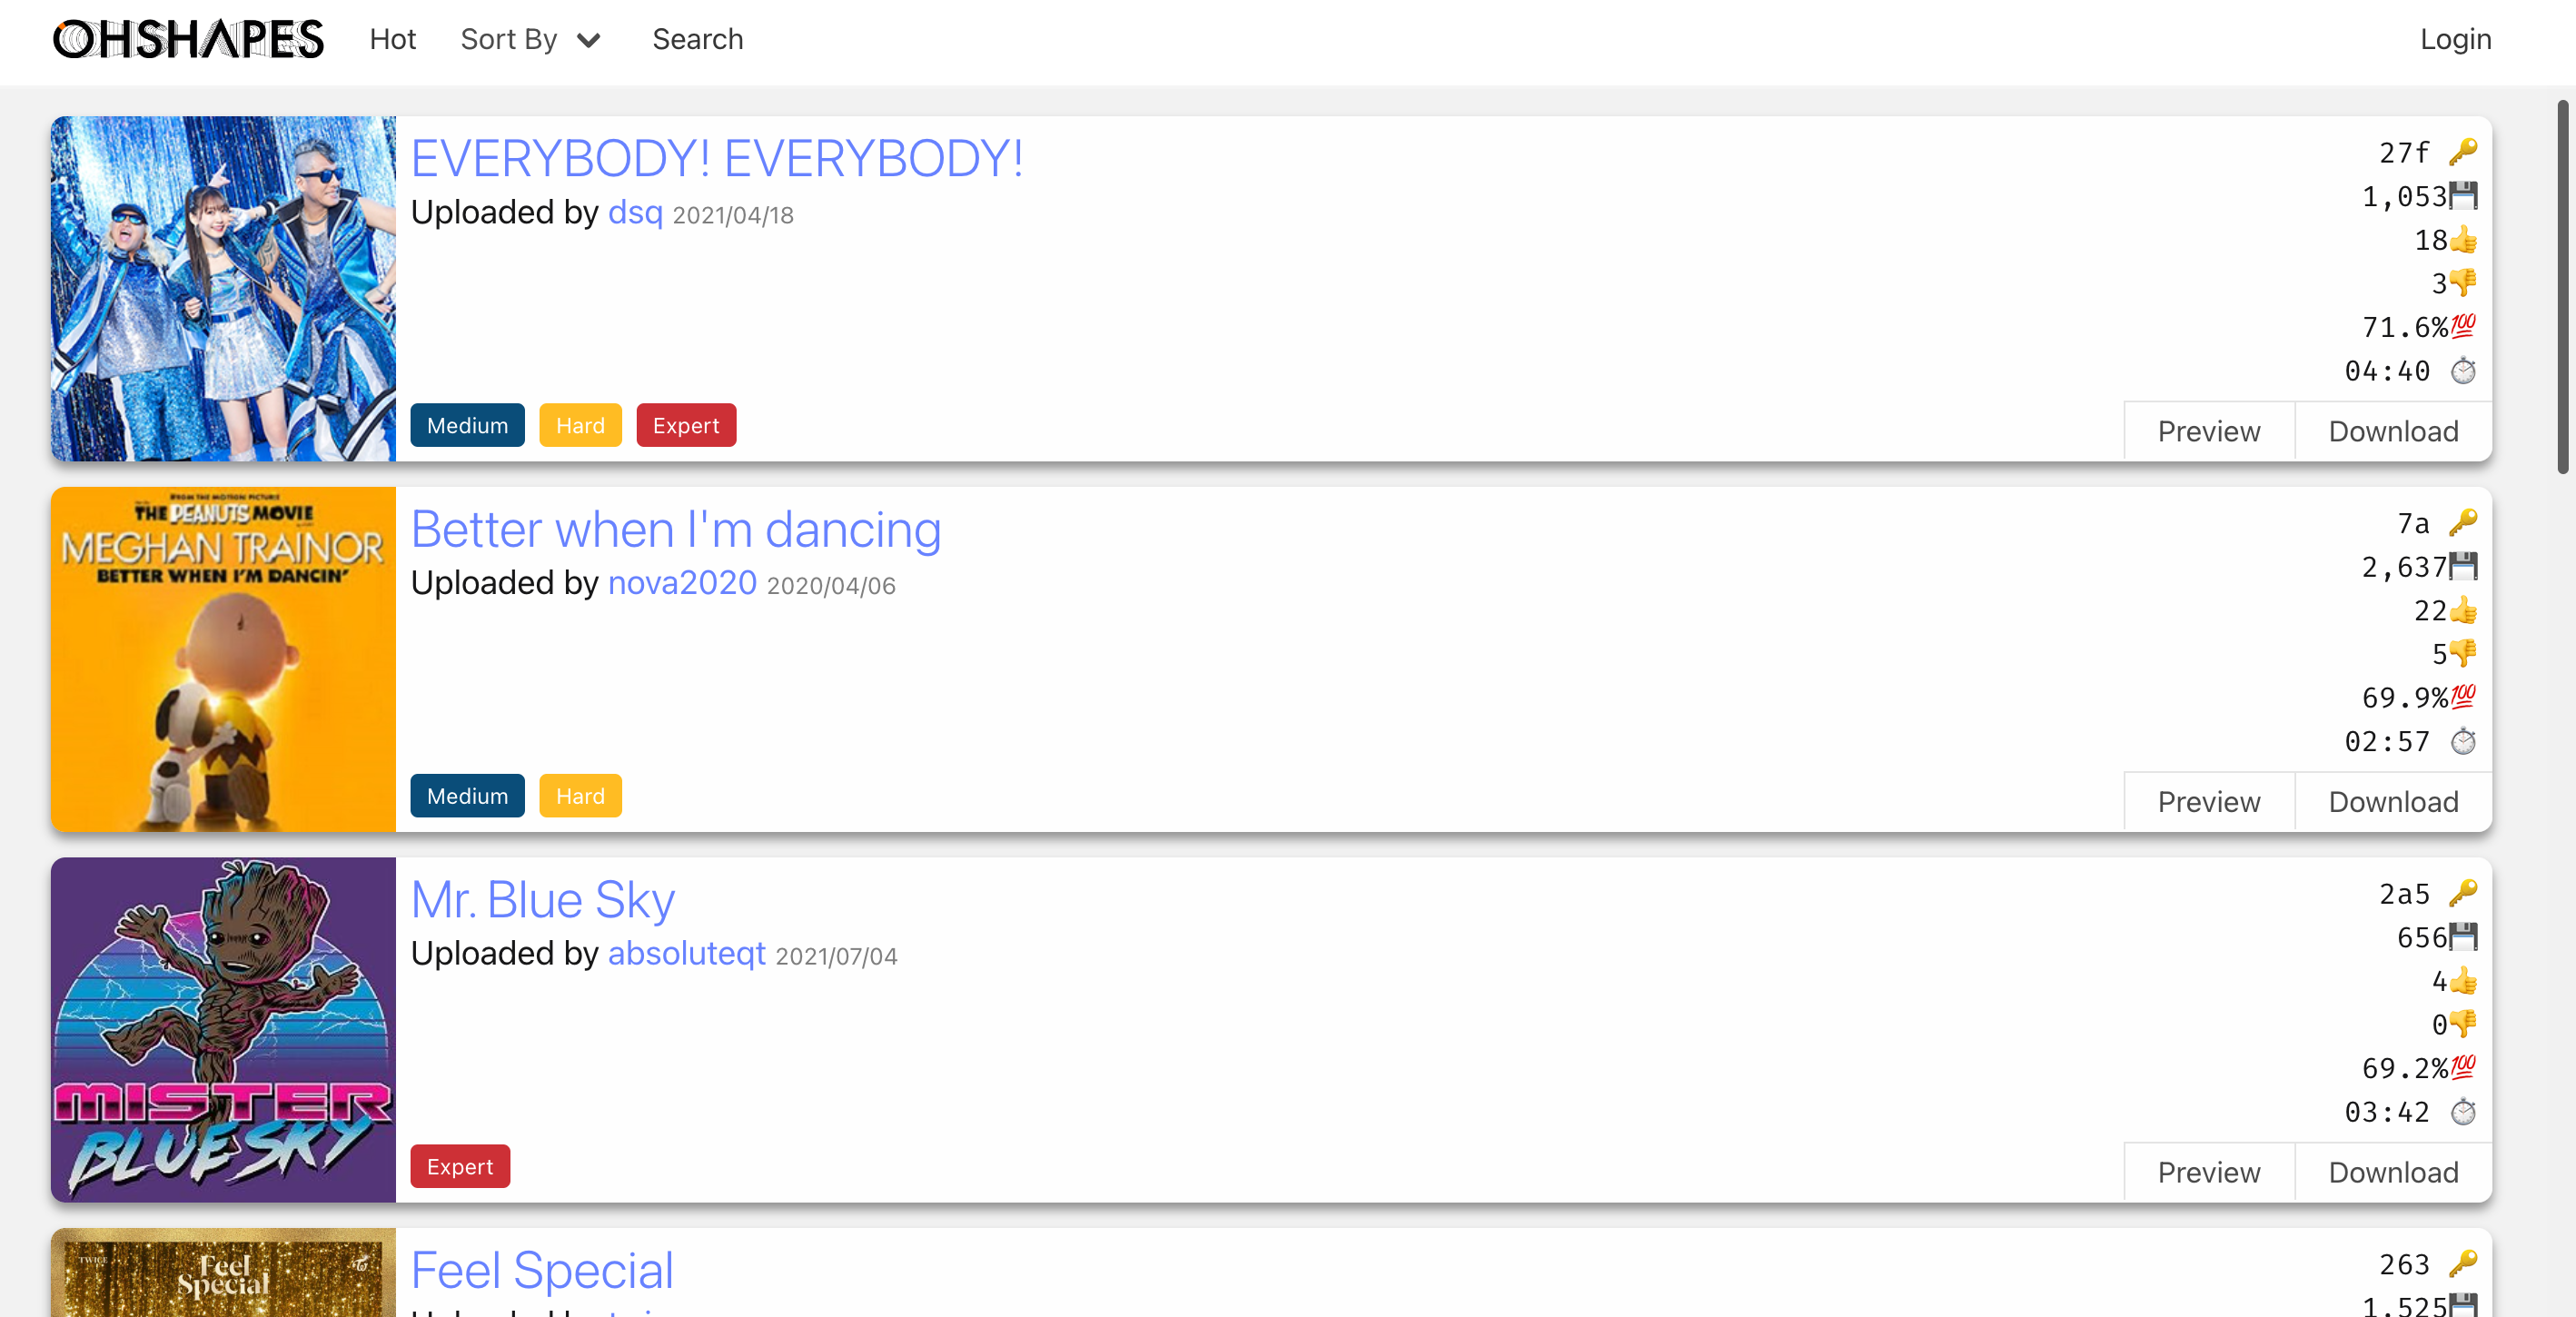 OHSHAPES Hot Sort By Search Login
EVERYBODY! EVERYBODY!
Uploaded by dsq 2021/04/18
Medium Hard Expert
27f
1,053
18
3
71.6%
04:40
Preview Download
THE PEANUTS MOVIE
MEGHAN TRAINOR
BETTER WHEN I'M DANCIN'
Better when I'm dancing
Uploaded by nova2020 2020/04/06
Medium Hard
7a
2,637
22
5
69.9%
02:57
Preview Download
MISTER
BLUE SKY
Mr. Blue Sky
Uploaded by absoluteqt 2021/07/04
Expert
2a5
656
4
0
69.2%
03:42
Preview Download
TWICE
Feel
Special
Feel Special
Uploaded by
263
1,525